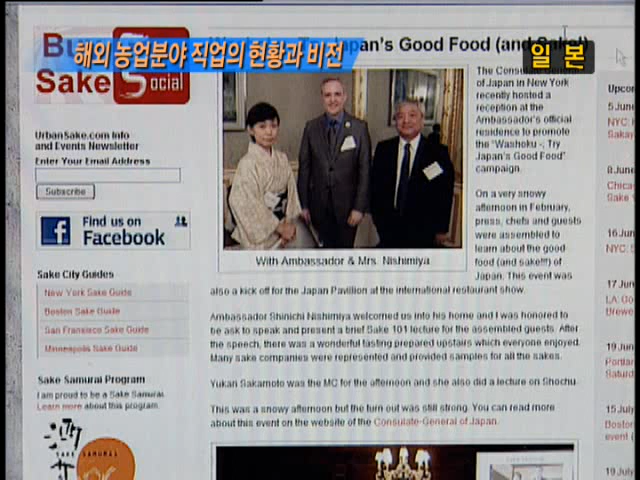 해외 농업분야 직업의 현황과 비전
일 본
Bu
Sake Social
Japan's Good Food (and Sake!)
UrbanSake.com Info
and Events Newsletter
Enter Your Email Address
Subscribe
Find us on
Facebook
Sake City Guides
New York Sake Guide
Boston Sake Guide
San Francisco Sake Guide
Minneapolis Sake Guide
Sake Samurai Program
I am proud to be a Sake Samurai.
Learn more about this program.
SAKE SAMURAI
With Ambassador & Mrs. Nishimiya
The Consulate General
of Japan in New York
recently hosted a
reception at the
Ambassador's official
residence to promote
the "Washoku -, Try
Japan's Good Food"
campaign.
On a very snowy
afternoon in February,
press, chefs and guests
were assembled to
learn about the good
food (and sake!!!) of
Japan. This event was
also a kick off for the Japan Pavilion at the international restaurant show.
Ambassador Shinichi Nishimiya welcomed us into his home and I was honored to
be ask to speak and present a brief Sake 101 lecture for the assembled guests. After
the speech, there was a wonderful tasting prepared upstairs which everyone enjoyed.
Many sake companies were represented and provided samples for all the sakes.
Yukari Sakamoto was the MC for the afternoon and she also did a lecture on Shochu.
This was a snowy afternoon but the turn out was still strong. You can read more
about this event on the website of the Consulate-General of Japan.
Upcom
5 June
NYC:
Sakay
8 June
Chicag
Sake
16 Jun
NYC:
17 Jun
LA: Go
Brewe
19 Jun
Portlan
Saturd
15 July
Boston
event
19 July